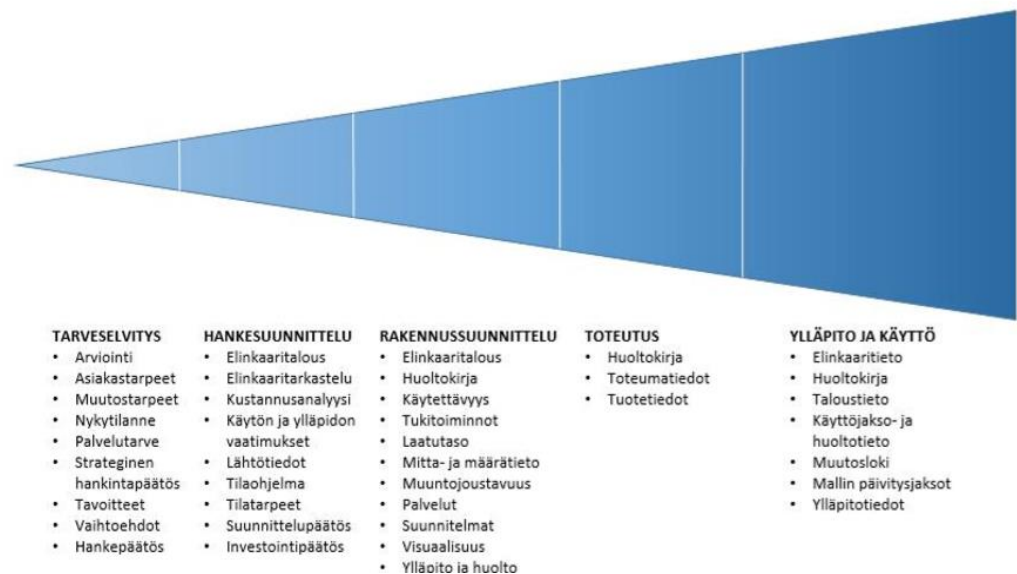 TARVESELVITYS
• Arviointi
• Asiakastarpeet
• Muutostarpeet
• Nykytilanne
• Palvelutarve
• Strateginen
hankintapäätös
• Tavoitteet
• Vaihtoehdot
• Hankepäätös
HANKESUUNNITTELU
• Elinkaaritalous
• Elinkaaritarkastelu
• Kustannusanalyysi
• Käytön ja ylläpidon
vaatimukset
• Lähtötiedot
• Tilaohjelma
• Tilatarpeet
• Suunnittelupäätös
• Investointipäätös
RAKENNUSSUUNNITTELU
• Elinkaaritalous
• Huoltokirja
• Käytettävyys
• Tukitoiminnot
• Laatutaso
• Mitta- ja määrätieto
• Muuntojoustavuus
• Palvelut
• Suunnitelmat
• Visuaalisuus
• Ylläpito ja huolto
TOTEUTUS
• Huoltokirja
• Toteumatiedot
• Tuotetiedot
YLLÄPITO JA KÄYTTÖ
• Elinkaaritieto
• Huoltokirja
• Taloustieto
• Käyttöjakso- ja
huoltotieto
• Muutosloki
• Mallin päivitysjaksot
• Ylläpitotiedot